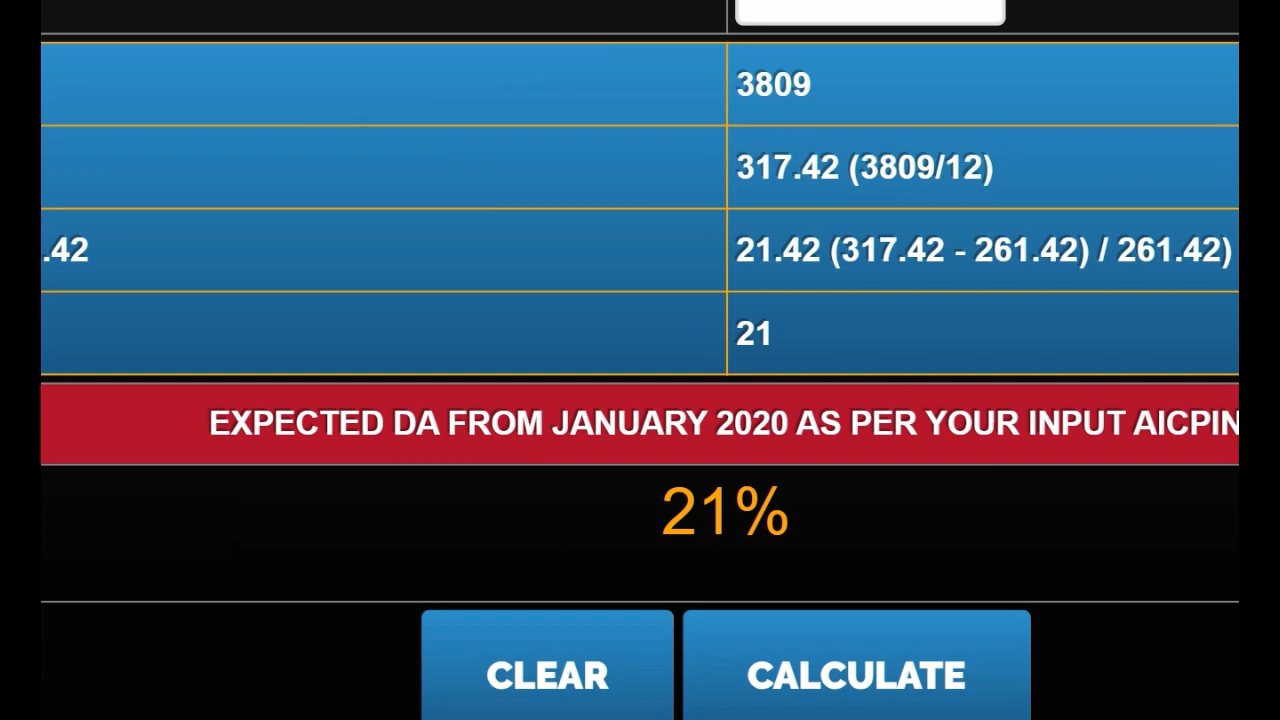 3809
317.42 (3809/12)
.42 21.42 (317.42 - 261.42) / 261.42)
21
EXPECTED DA FROM JANUARY 2020 AS PER YOUR INPUT AICPIN
21%
CLEAR CALCULATE